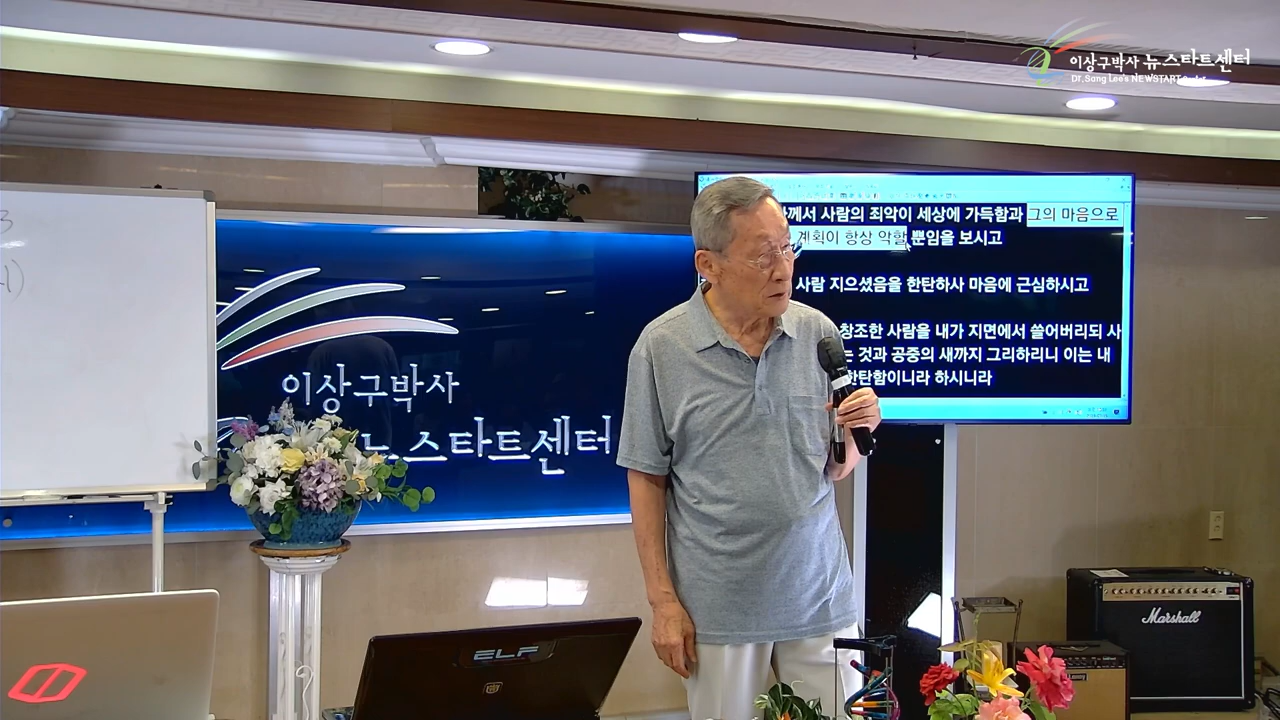 이상구박사 뉴스타트센터
Dr.Sang Lee's NEWSTART
3
께서 사람의 죄악이 세상에 가득함과 그의 마음으로
계획이 항상 악할 뿐임을 보시고
사람 지으셨음을 한탄하사 마음에 근심하시고
창조한 사람을 내가 지면에서 쓸어버리되 사
것과 공중의 새까지 그리하리니 이는 내
한탄함이니라 하시니라
이상구박사
뉴스타트센터
Marshall
ELF